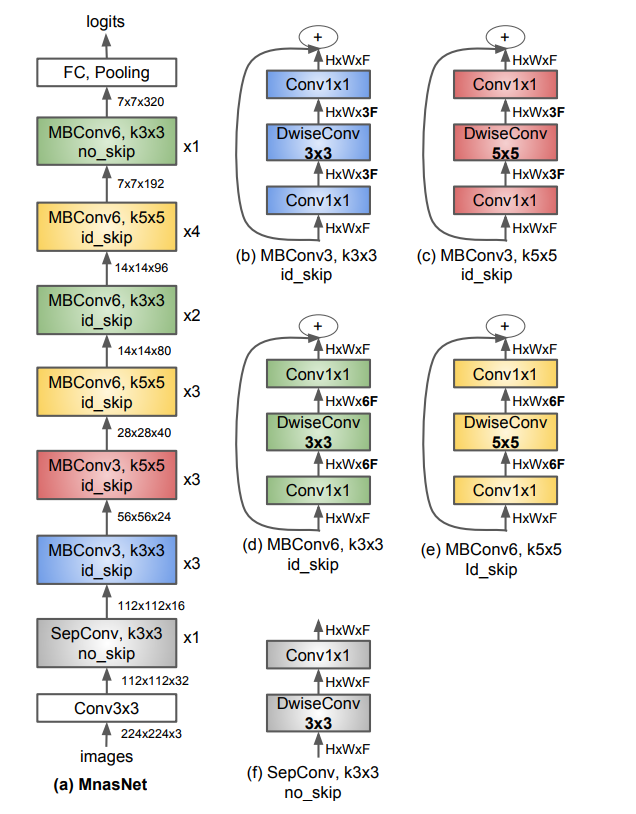 logits
FC, Pooling
7x7x320
MBConv6, k3x3
no_skip
x1
7x7x192
MBConv6, k5x5
id_skip
x4
14x14x96
MBConv6, k3x3
id_skip
x2
14x14x80
MBConv6, k5x5
id_skip
x3
28x28x40
MBConv3, k5x5
id_skip
x3
56x56x24
MBConv3, k3x3
id_skip
x3
112x112x16
SepConv, k3x3
no_skip
x1
112x112x32
Conv3x3
224x224x3
images
(a) MnasNet
+
HxWxF
Conv1x1
HxWx3F
DwiseConv
3x3
HxWx3F
Conv1x1
HxWxF
(b) MBConv3, k3x3
id_skip
+
HxWxF
Conv1x1
HxWx3F
DwiseConv
5x5
HxWx3F
Conv1x1
HxWxF
(c) MBConv3, k5x5
id_skip
+
HxWxF
Conv1x1
HxWx6F
DwiseConv
3x3
HxWx6F
Conv1x1
HxWxF
(d) MBConv6, k3x3
id_skip
+
HxWxF
Conv1x1
HxWx6F
DwiseConv
5x5
HxWx6F
Conv1x1
HxWxF
(e) MBConv6, k5x5
Id_skip
HxWxF
Conv1x1
HxWxF
DwiseConv
3x3
HxWxF
(f) SepConv, k3x3
no_skip